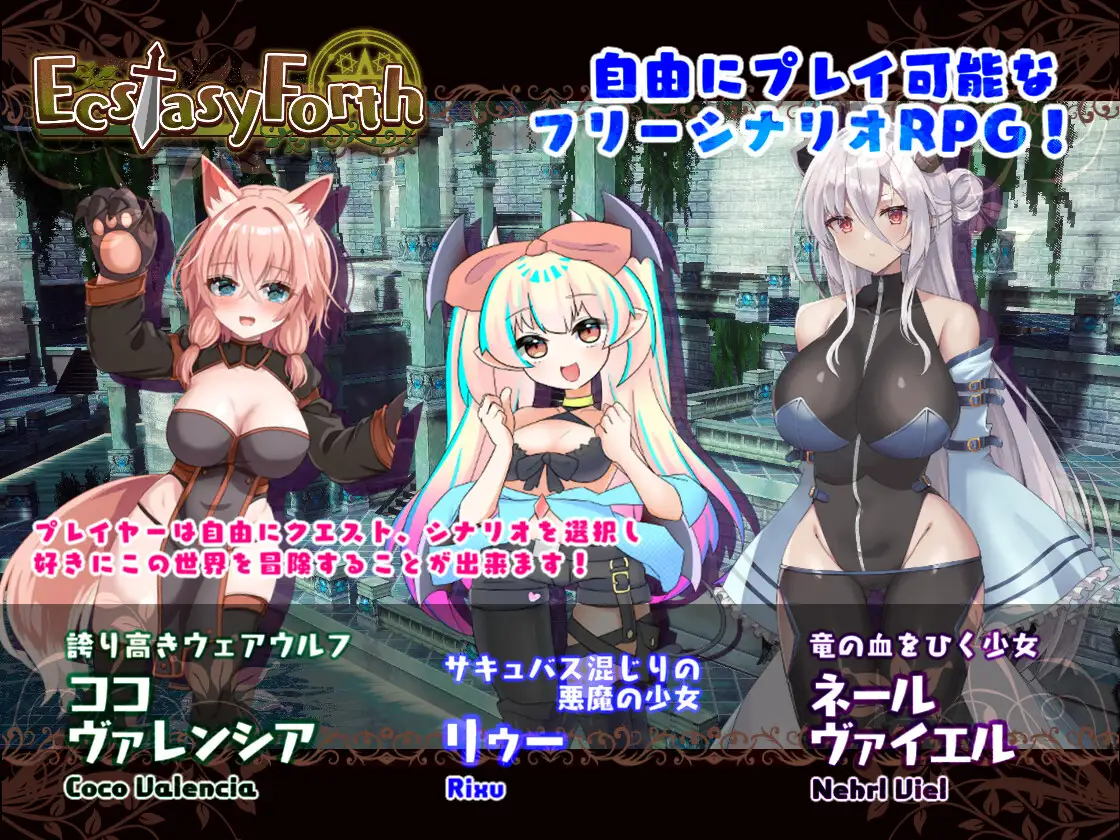 EcstasyForth
自由にプレイ可能な
フリーシナリオRPG!
プレイヤーは自由にクエスト、シナリオを選択し
好きにこの世界を冒険することが出来ます!
誇り高きウェアウルフ
ココ
ヴァレンシア
Coco Valencia
サキュバス混じりの
悪魔の少女
リゥー
Rixu
竜の血をひく少女
ネール
ヴァイエル
Nehrl Viel